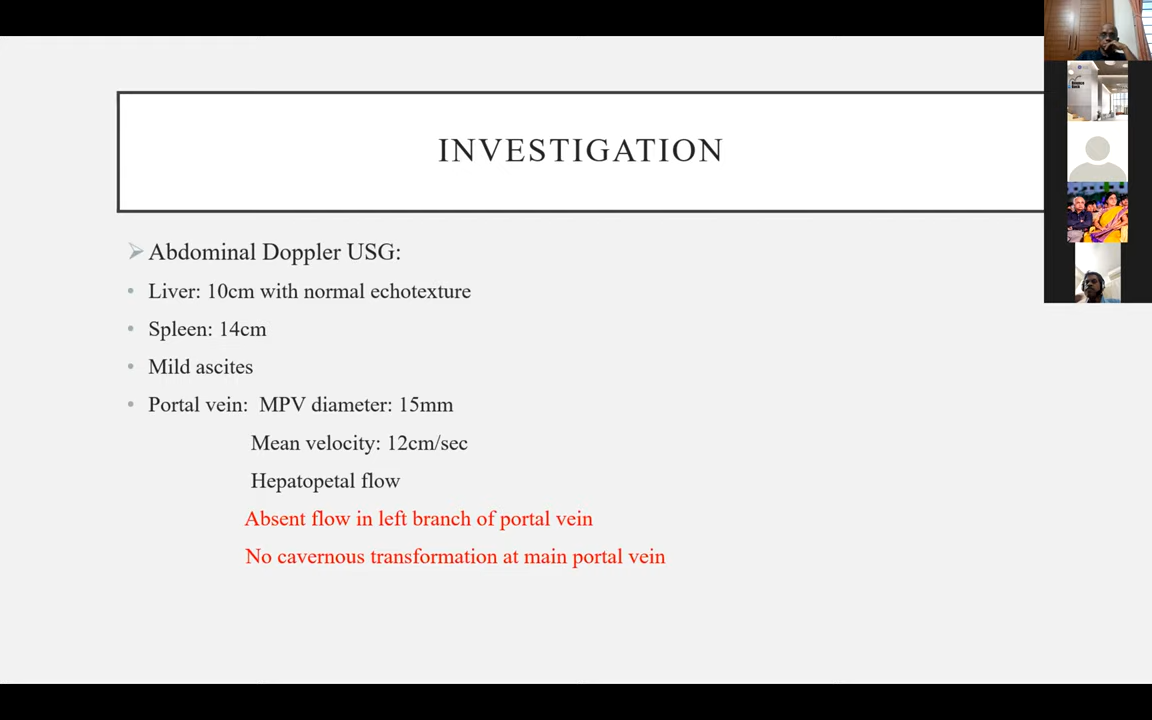 INVESTIGATION
Abdominal Doppler USG:
Liver: 10cm with normal echotexture
Spleen: 14cm
Mild ascites
Portal vein: MPV diameter: 15mm
Mean velocity: 12cm/sec
Hepatopetal flow
Absent flow in left branch of portal vein
No cavernous transformation at main portal vein